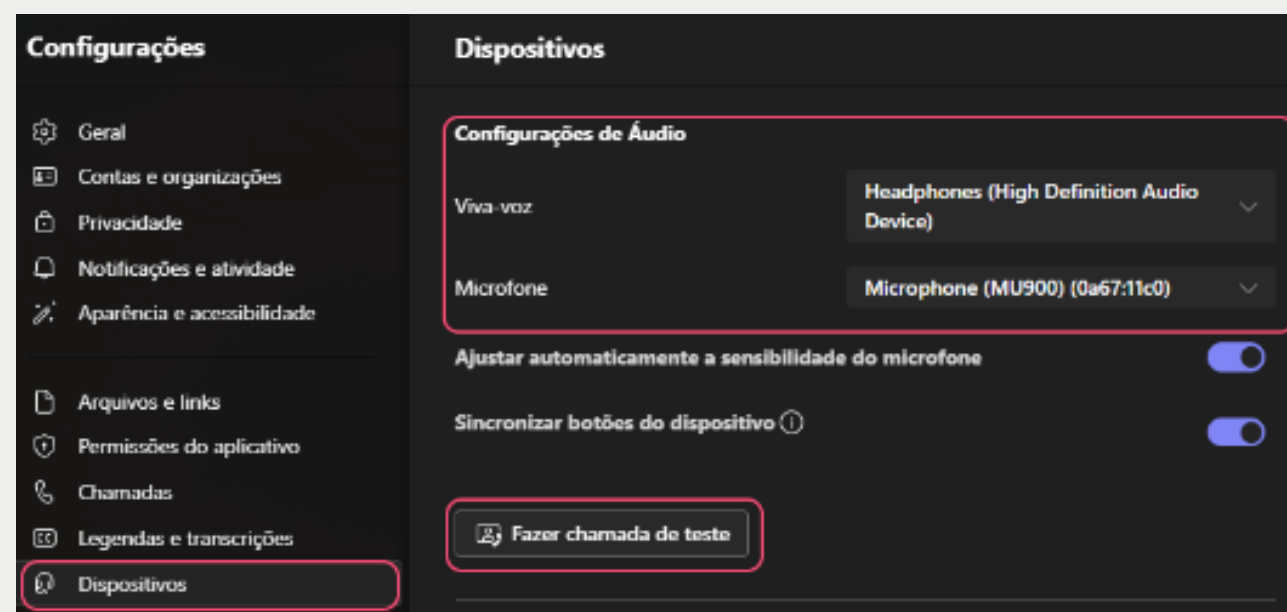 Configurações
Geral
Contas e organizações
Privacidade
Notificações e atividade
Aparência e acessibilidade
Arquivos e links
Permissões do aplicativo
Chamadas
Legendas e transcrições
Dispositivos
Dispositivos
Configurações de Áudio
Viva-voz
Headphones (High Definition Audio
Device)
Microfone
Microphone (MU900) (0a67:11c0)
Ajustar automaticamente a sensibilidade do microfone
Sincronizar botões do dispositivo
Fazer chamada de teste